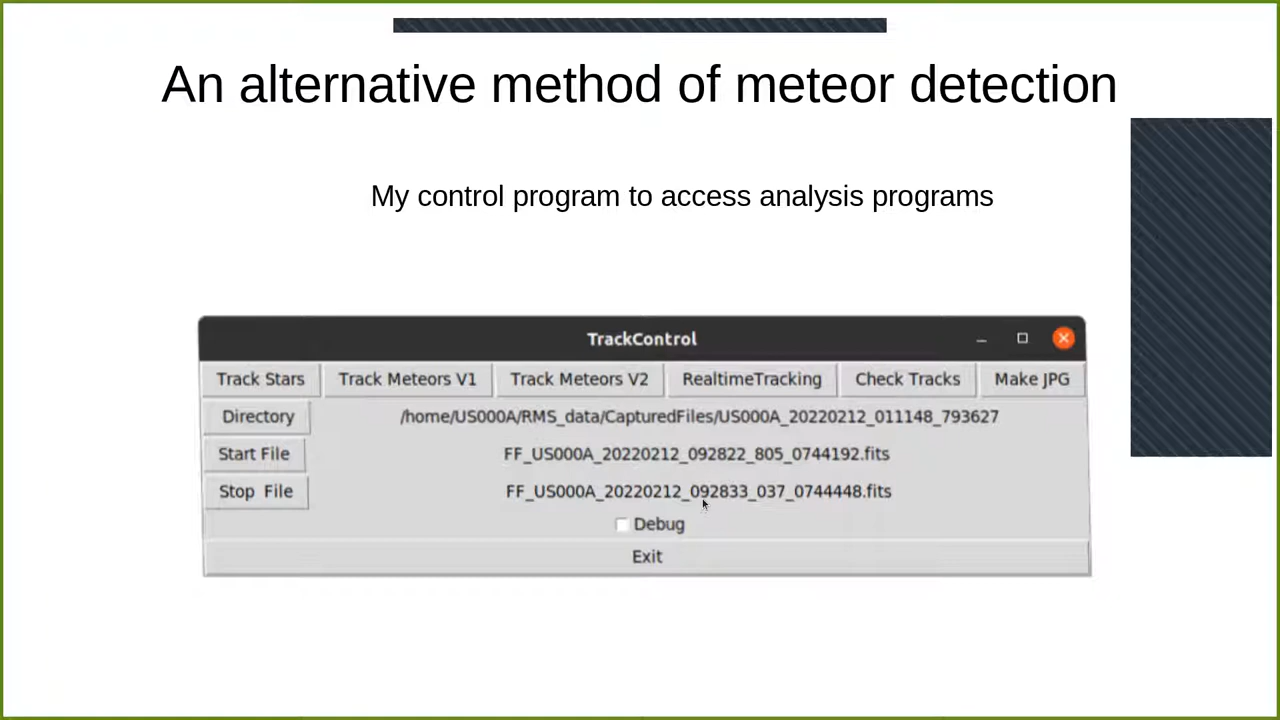 An alternative method of meteor detection
My control program to access analysis programs
TrackControl
Track Stars Track Meteors V1 Track Meteors V2 RealtimeTracking Check Tracks Make JPG
Directory /home/US000A/RMS_data/CapturedFiles/US000A_20220212_011148_793627
Start File FF_US000A_20220212_092822_805_0744192.fits
Stop File FF_US000A_20220212_092833_037_0744448.fits
Debug
Exit